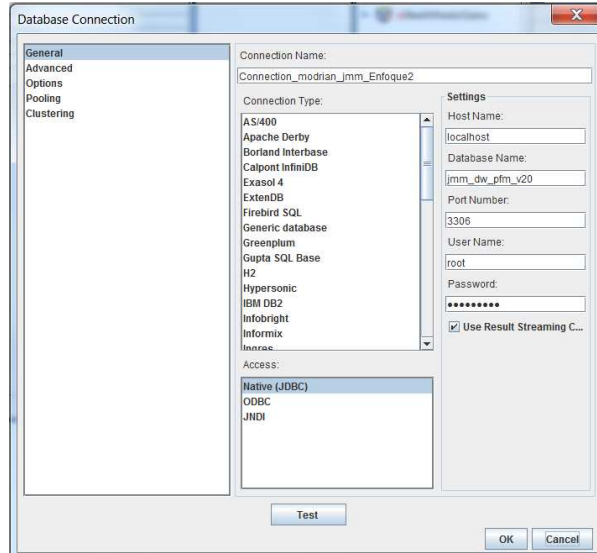 Database Connection
General
Advanced
Options
Pooling
Clustering
Connection Name:
Connection_modrian_jmm_Enfoque2
Connection Type:
AS/400
Apache Derby
Borland Interbase
Calpont InfiniDB
Exasol 4
ExtenDB
Firebird SQL
Generic database
Greenplum
Gupta SQL Base
H2
Hypersonic
IBM DB2
Infobright
Informix
Ingres
Access:
Native (JDBC)
ODBC
JNDI
Settings
Host Name:
localhost
Database Name:
jmm_dw_pfm_v20
Port Number:
3306
User Name:
root
Password:
●●●●●●●●●
Use Result Streaming C...
Test
OK
Cancel